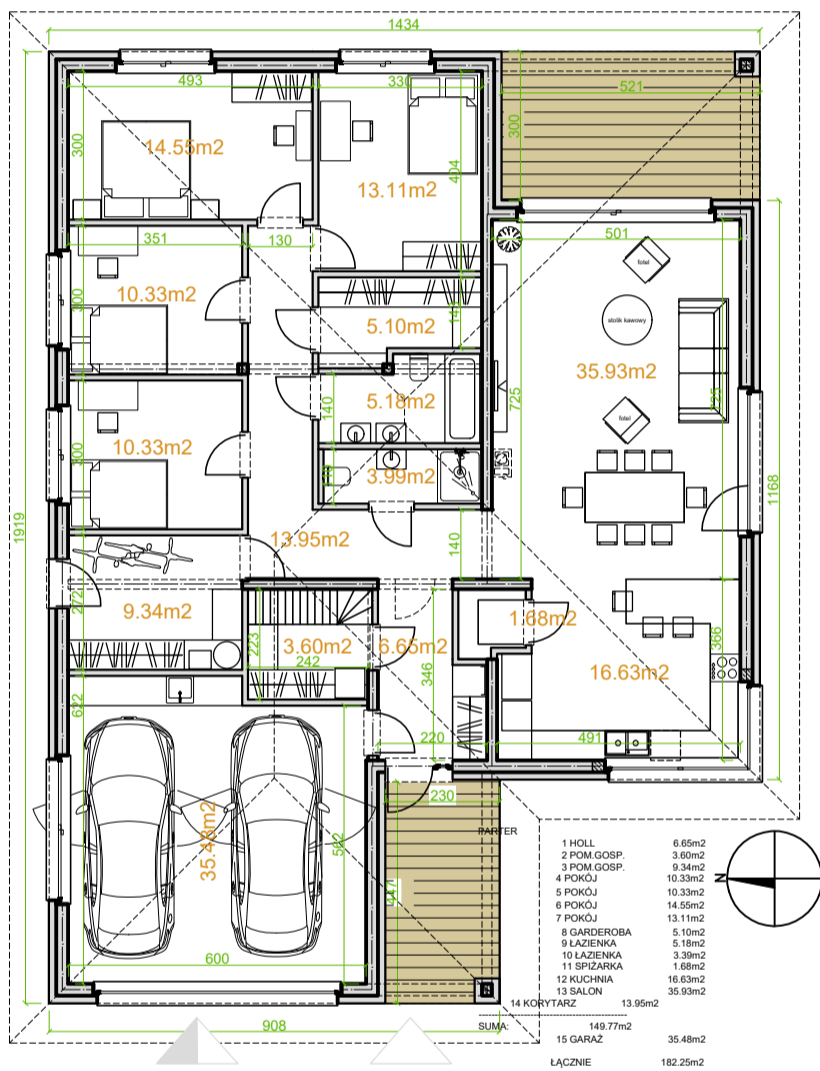 1434
493
330
521
300
300
14.55m2
404
13.11m2
351
130
501
fotel
10.33m2
300
5.10m2
142
stolik kawowy
35.93m2
725
725
10.33m2
300
140
5.18m2
fotel
3.99m2
1168
1919
13.95m2
140
272
9.34m2
223
3.60m2
242
6.65m2
346
1.68m2
366
16.63m2
622
220
491
230
35.48m2
562
447
600
908
N
PARTER
1 HOLL 6.65m2
2 POM.GOSP. 3.60m2
3 POM.GOSP. 9.34m2
4 POKÓJ 10.33m2
5 POKÓJ 10.33m2
6 POKÓJ 14.55m2
7 POKÓJ 13.11m2
8 GARDEROBA 5.10m2
9 ŁAZIENKA 5.18m2
10 ŁAZIENKA 3.39m2
11 SPIŻARKA 1.68m2
12 KUCHNIA 16.63m2
13 SALON 35.93m2
14 KORYTARZ 13.95m2
SUMA: 149.77m2
15 GARAŻ 35.48m2
ŁĄCZNIE 182.25m2